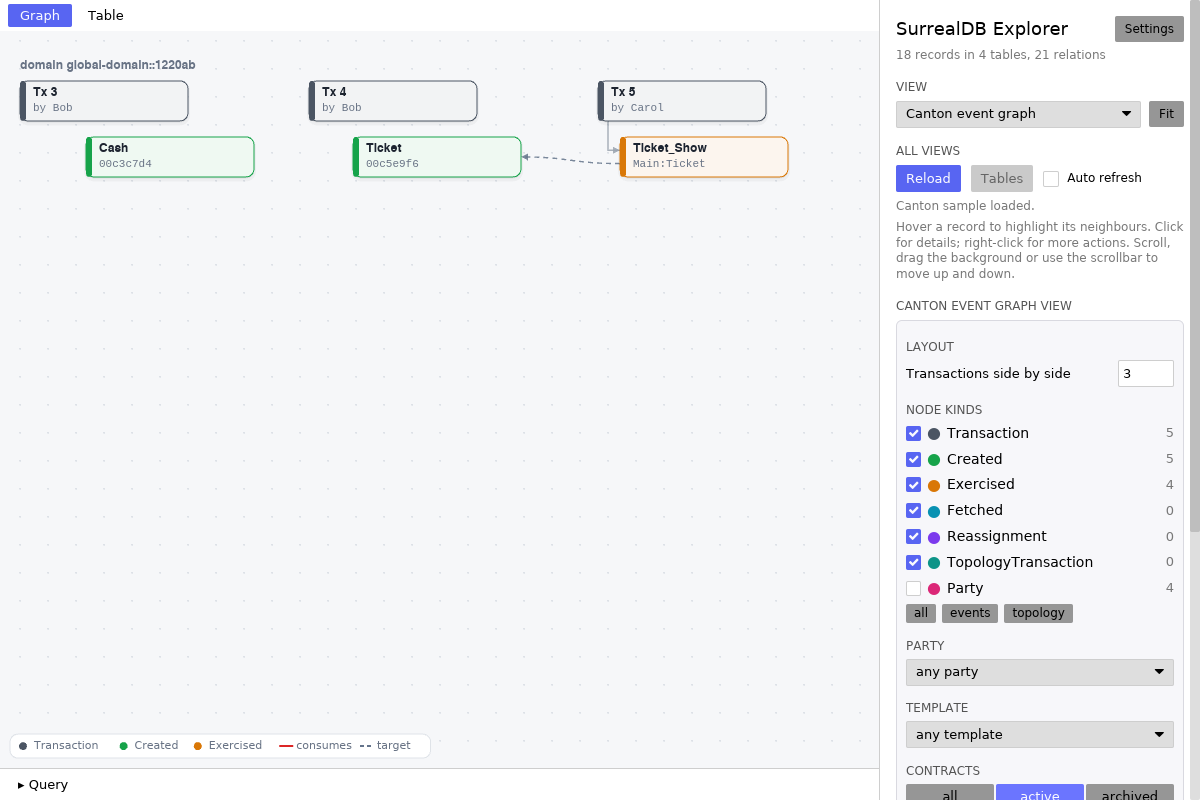 Graph Table
domain global-domain::1220ab
Tx 3
by Bob
Tx 4
by Bob
Tx 5
by Carol
Cash
00c3c7d4
Ticket
00c5e9f6
Ticket_Show
Main:Ticket
Transaction Created Exercised consumes target
▸ Query
SurrealDB Explorer
Settings
18 records in 4 tables, 21 relations
VIEW
Canton event graph
Fit
ALL VIEWS
Reload Tables Auto refresh
Canton sample loaded.
Hover a record to highlight its neighbours. Click
for details; right-click for more actions. Scroll,
drag the background or use the scrollbar to
move up and down.
CANTON EVENT GRAPH VIEW
LAYOUT
Transactions side by side 3
NODE KINDS
Transaction 5
Created 5
Exercised 4
Fetched 0
Reassignment 0
TopologyTransaction 0
Party 4
all events topology
PARTY
any party
TEMPLATE
any template
CONTRACTS
all active archived